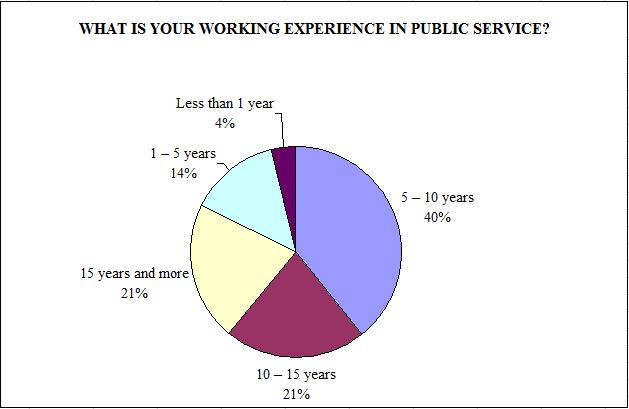 WHAT IS YOUR WORKING EXPERIENCE IN PUBLIC SERVICE?
Less than 1 year
4%
1 – 5 years
14%
5 – 10 years
40%
15 years and more
21%
10 – 15 years
21%